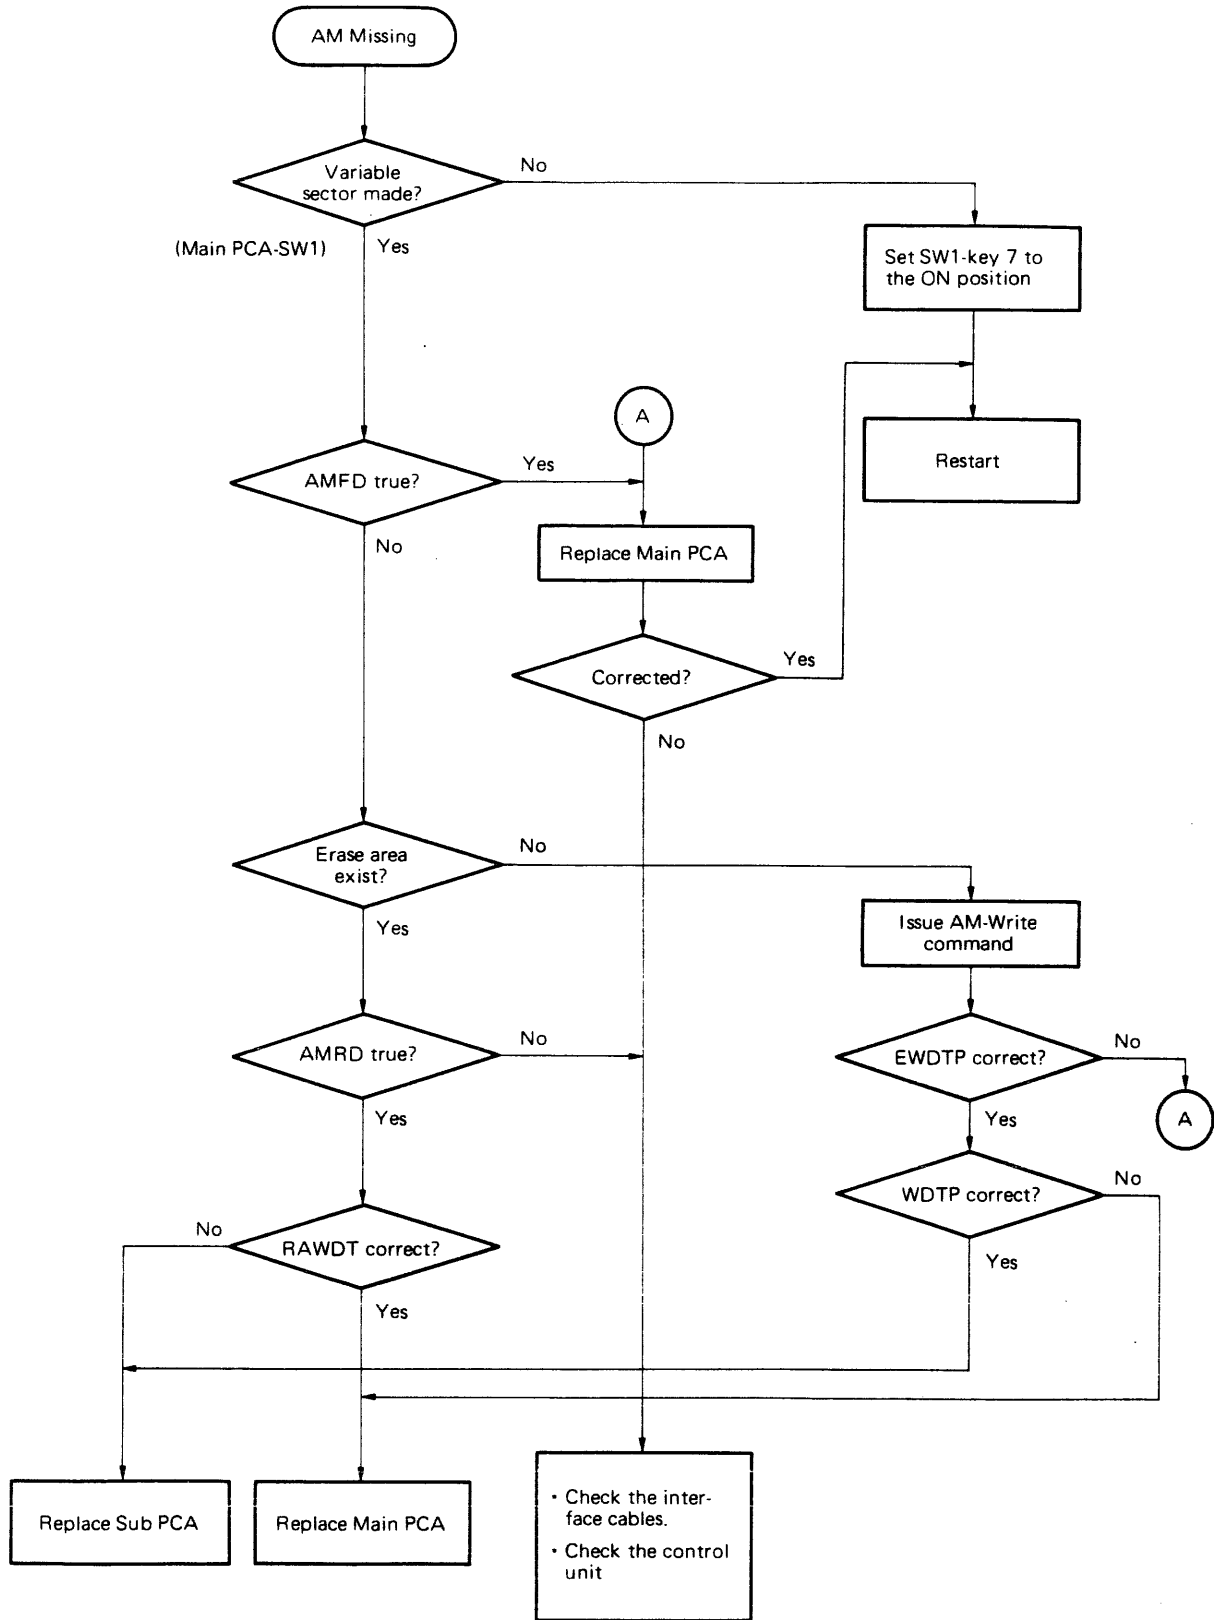 AM Missing
Variable
sector made?
No
(Main PCA-SW1)
Yes
Set SW1-key 7 to
the ON position
A
Restart
AMFD true?
Yes
No
Replace Main PCA
Corrected?
Yes
No
Erase area
exist?
No
Yes
Issue AM-Write
command
AMRD true?
No
Yes
EWDTP correct?
No
A
Yes
WDTP correct?
No
Yes
No
RAWDT correct?
Yes
Replace Sub PCA
Replace Main PCA
· Check the inter-
face cables.
· Check the control
unit